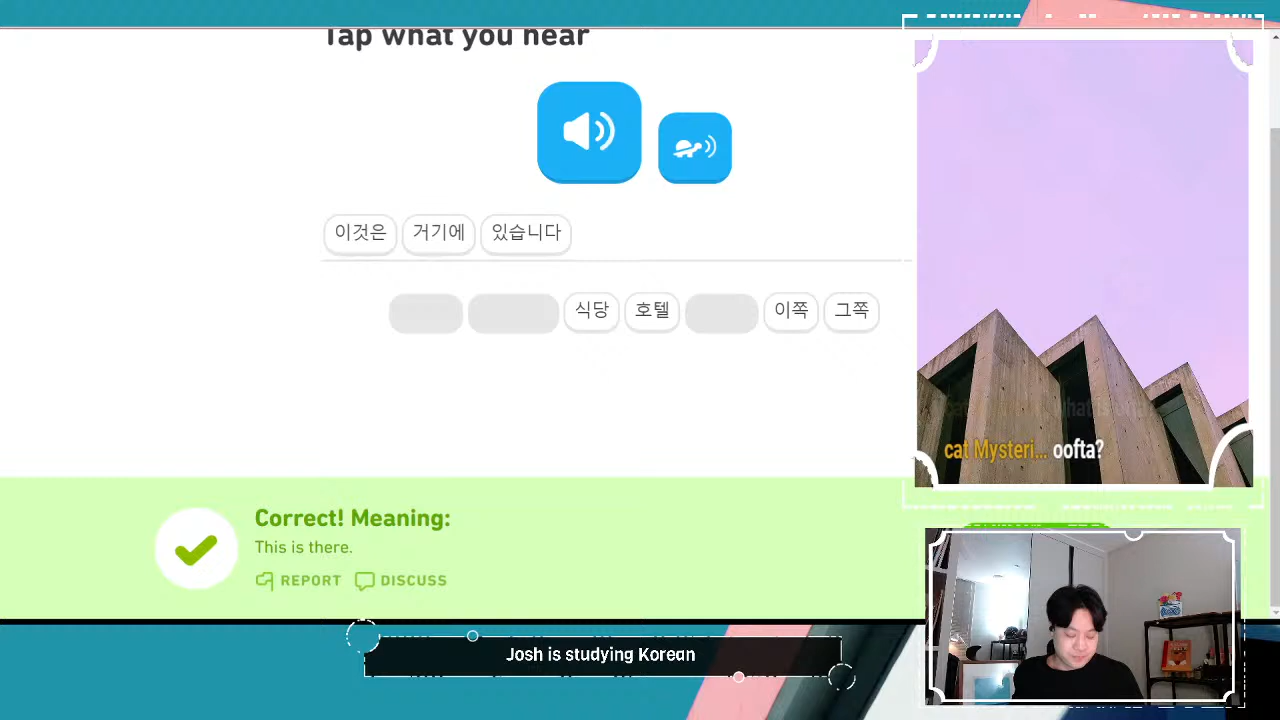 Tap what you hear
이것은 거기에 있습니다
식당 호텔 이쪽 그쪽
cat Mysteri... oofta?
Correct! Meaning:
This is there.
REPORT DISCUSS
Josh is studying Korean